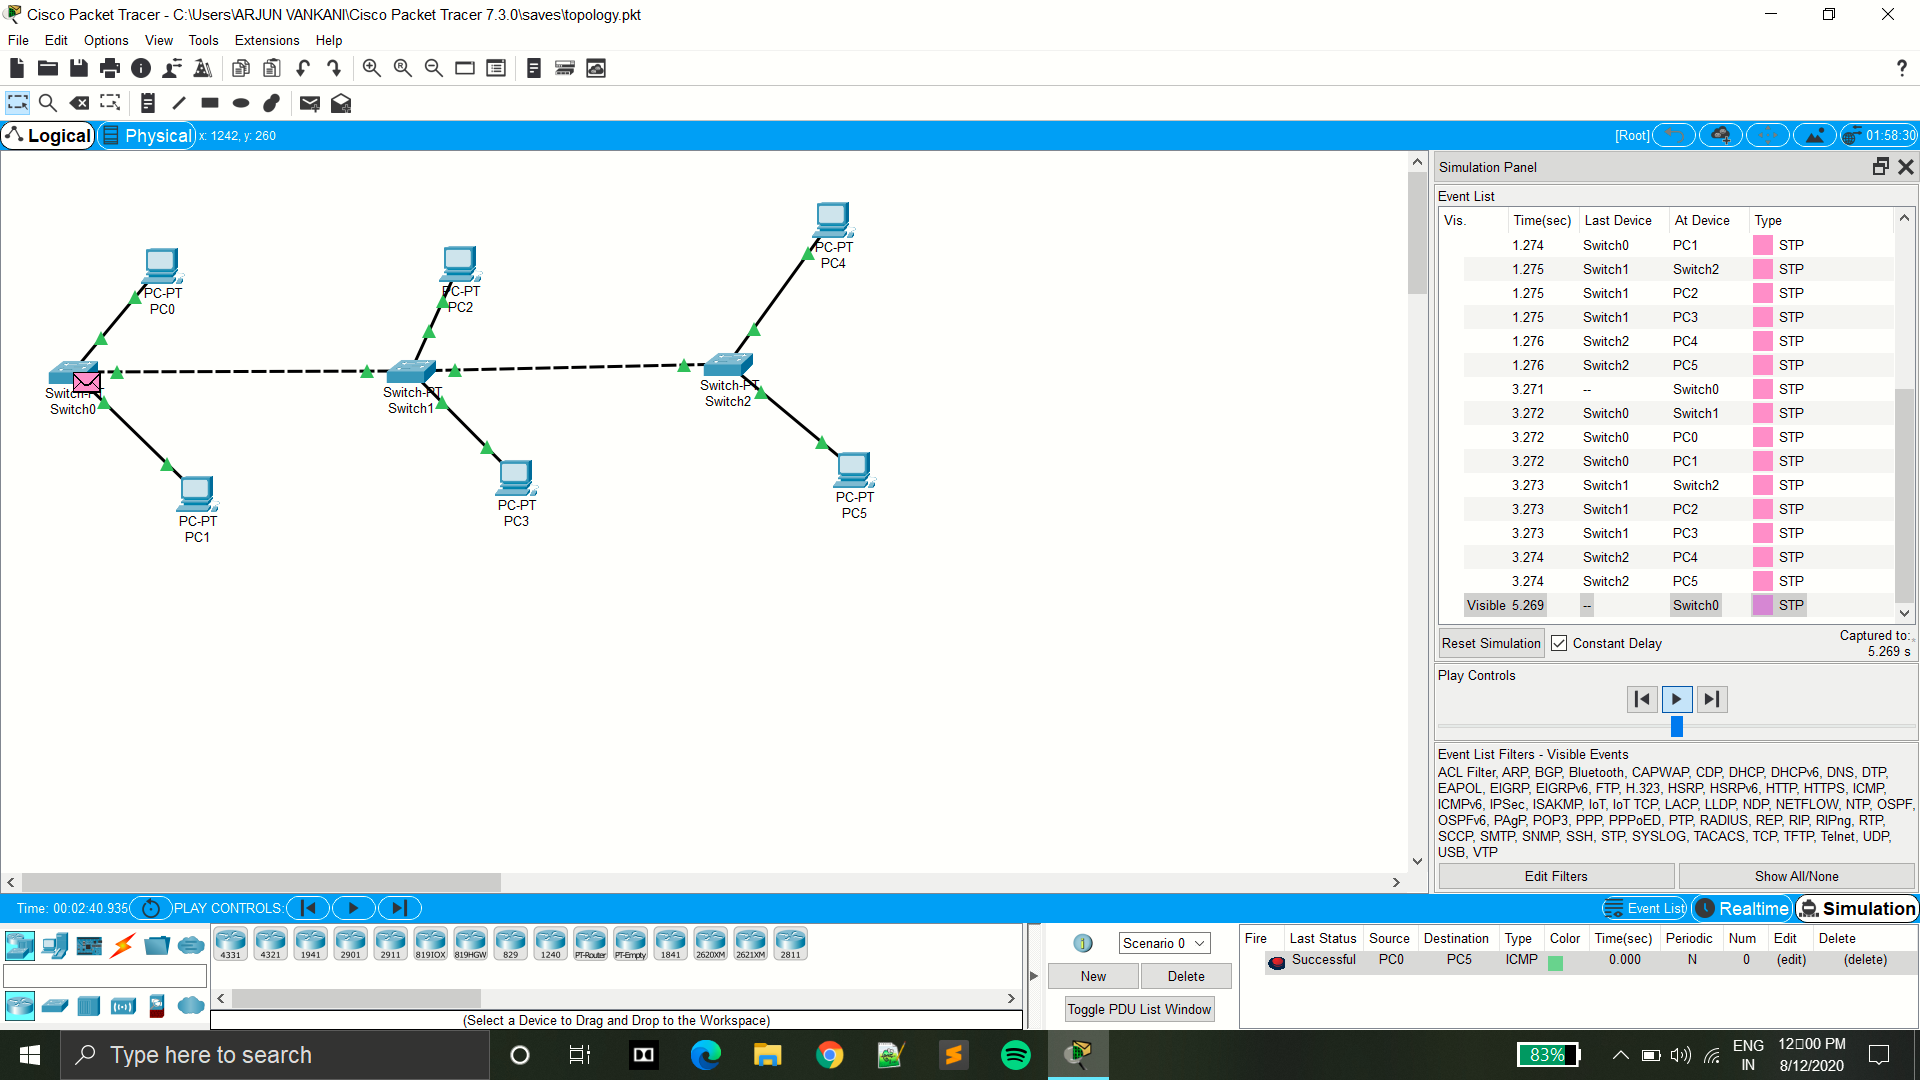 Cisco Packet Tracer - C:\Users\ARJUN VANKANI\Cisco Packet Tracer 7.3.0\saves\topology.pkt
File Edit Options View Tools Extensions Help
?
Logical Physical x: 1242, y: 260
[Root] 01:58:30
PC-PT
PC0
PC-PT
PC2
PC-PT
PC4
Switch-PT
Switch0
Switch-PT
Switch1
Switch-PT
Switch2
PC-PT
PC1
PC-PT
PC3
PC-PT
PC5
Simulation Panel
Event List
Vis. Time(sec) Last Device At Device Type
1.274 Switch0 PC1 STP
1.275 Switch1 Switch2 STP
1.275 Switch1 PC2 STP
1.275 Switch1 PC3 STP
1.276 Switch2 PC4 STP
1.276 Switch2 PC5 STP
3.271 -- Switch0 STP
3.272 Switch0 Switch1 STP
3.272 Switch0 PC0 STP
3.272 Switch0 PC1 STP
3.273 Switch1 Switch2 STP
3.273 Switch1 PC2 STP
3.273 Switch1 PC3 STP
3.274 Switch2 PC4 STP
3.274 Switch2 PC5 STP
Visible 5.269 -- Switch0 STP
Reset Simulation Constant Delay
Captured to:
5.269 s
Play Controls
Event List Filters - Visible Events
ACL Filter, ARP, BGP, Bluetooth, CAPWAP, CDP, DHCP, DHCPv6, DNS, DTP,
EAPOL, EIGRP, EIGRPv6, FTP, H.323, HSRP, HSRPv6, HTTP, HTTPS, ICMP,
ICMPv6, IPSec, ISAKMP, IoT, IoT TCP, LACP, LLDP, NDP, NETFLOW, NTP, OSPF,
OSPFv6, PAgP, POP3, PPP, PPPoED, PTP, RADIUS, REP, RIP, RIPng, RTP,
SCCP, SMTP, SNMP, SSH, STP, SYSLOG, TACACS, TCP, TFTP, Telnet, UDP,
USB, VTP
Edit Filters Show All/None
Time: 00:02:40.935 PLAY CONTROLS:
Event List Realtime Simulation
4331 4321 1941 2901 2911 819IOX 819HGW 829 1240 PT-Router PT-Empty 1841 2620XM 2621XM 2811
(Select a Device to Drag and Drop to the Workspace)
Scenario 0
New Delete
Toggle PDU List Window
Fire Last Status Source Destination Type Color Time(sec) Periodic Num Edit Delete
Successful PC0 PC5 ICMP 0.000 N 0 (edit) (delete)
Type here to search
83%
ENG
IN
12▯00 PM
8/12/2020